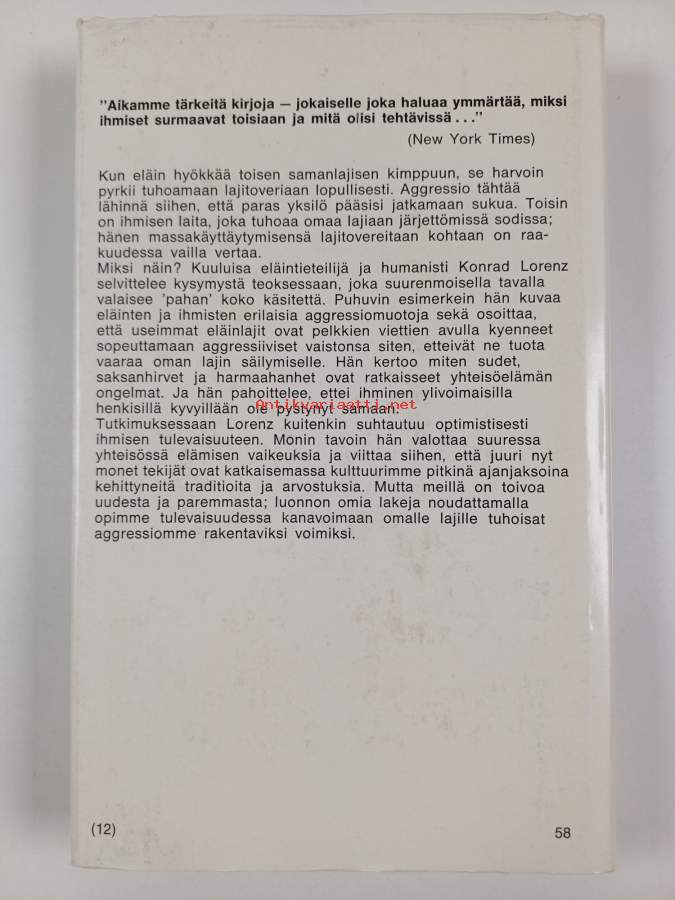 "Aikamme tärkeitä kirjoja — jokaiselle joka haluaa ymmärtää, miksi
ihmiset surmaavat toisiaan ja mitä olisi tehtävissä..."
(New York Times)
Kun eläin hyökkää toisen samanlajisen kimppuun, se harvoin
pyrkii tuhoamaan lajitoveriaan lopullisesti. Aggressio tähtää
lähinnä siihen, että paras yksilö pääsisi jatkamaan sukua. Toisin
on ihmisen laita, joka tuhoaa omaa lajiaan järjettömissä sodissa;
hänen massakäyttäytymisensä lajitovereitaan kohtaan on raa-
kuudessa vailla vertaa.
Miksi näin? Kuuluisa eläintieteilijä ja humanisti Konrad Lorenz
selvittelee kysymystä teoksessaan, joka suurenmoisella tavalla
valaisee 'pahan' koko käsitettä. Puhuvin esimerkein hän kuvaa
eläinten ja ihmisten erilaisia aggressiomuotoja sekä osoittaa,
että useimmat eläinlajit ovat pelkkien viettien avulla kyenneet
sopeuttamaan aggressiiviset vaistonsa siten, etteivät ne tuota
vaaraa oman lajin säilymiselle. Hän kertoo miten sudet,
saksanhirvet ja harmaahanhet ovat ratkaisseet yhteisöelämän
ongelmat. Ja hän pahoittelee, ettei ihminen ylivoimaisilla
henkisillä kyvyillään ole pystynyt samaan.
Antikvariaatti.net
Tutkimuksessaan Lorenz kuitenkin suhtautuu optimistisesti
ihmisen tulevaisuuteen. Monin tavoin hän valottaa suuressa
yhteisössä elämisen vaikeuksia ja viittaa siihen, että juuri nyt
monet tekijät ovat katkaisemassa kulttuurimme pitkinä ajanjaksoina
kehittyneitä traditioita ja arvostuksia. Mutta meillä on toivoa
uudesta ja paremmasta; luonnon omia lakeja noudattamalla
opimme tulevaisuudessa kanavoimaan omalle lajille tuhoisat
aggressiomme rakentaviksi voimiksi.
(12)
58